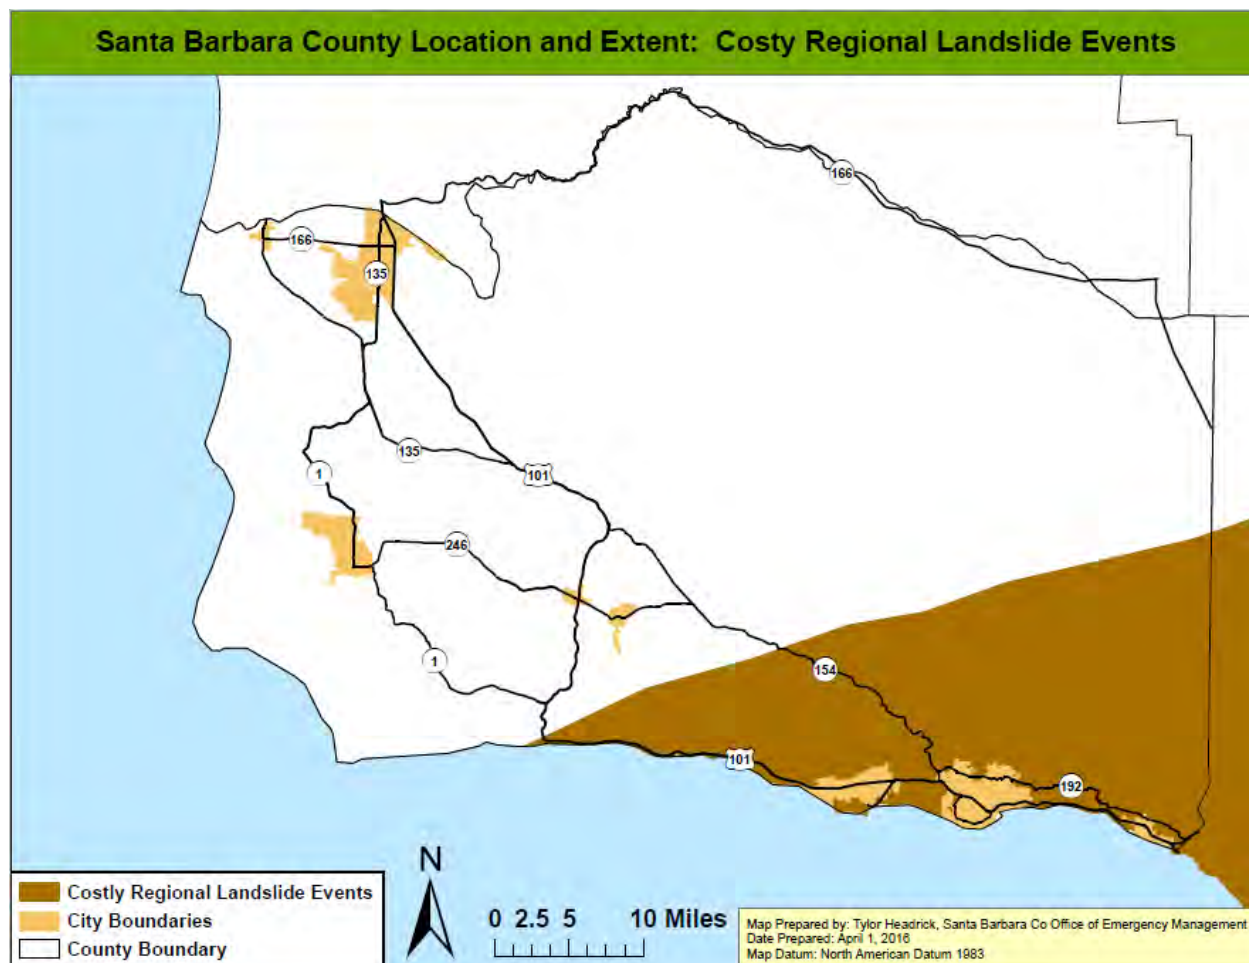 Santa Barbara County Location and Extent:  Costy Regional Landslide Events
166
166
135
135
1
101
246
1
154
101
192
Costly Regional Landslide Events
City Boundaries
County Boundary
N
0 2.5 5 10 Miles
Map Prepared by: Tylor Headrick, Santa Barbara Co Office of Emergency Management
Date Prepared: April 1, 2016
Map Datum: North American Datum 1983